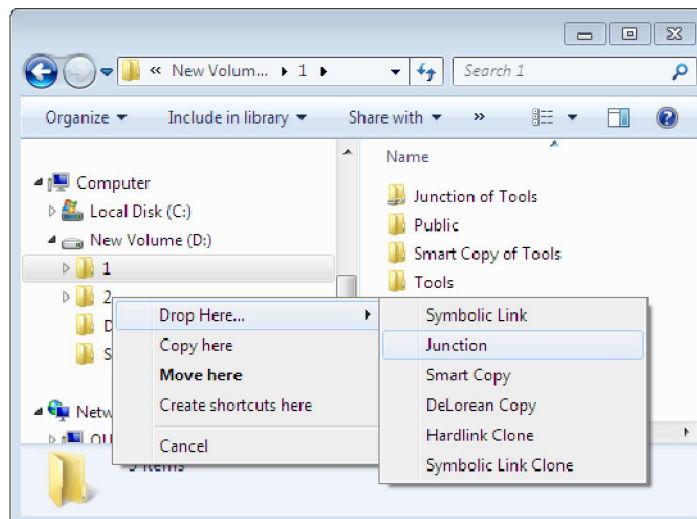 « New Volum... 1 Search 1
Organize Include in library Share with »
Name
Computer
Local Disk (C:)
New Volume (D:)
1
2
D
S
Netw
Junction of Tools
Public
Smart Copy of Tools
Tools
Drop Here...
Copy here
Move here
Create shortcuts here
Cancel
Symbolic Link
Junction
Smart Copy
DeLorean Copy
Hardlink Clone
Symbolic Link Clone
items